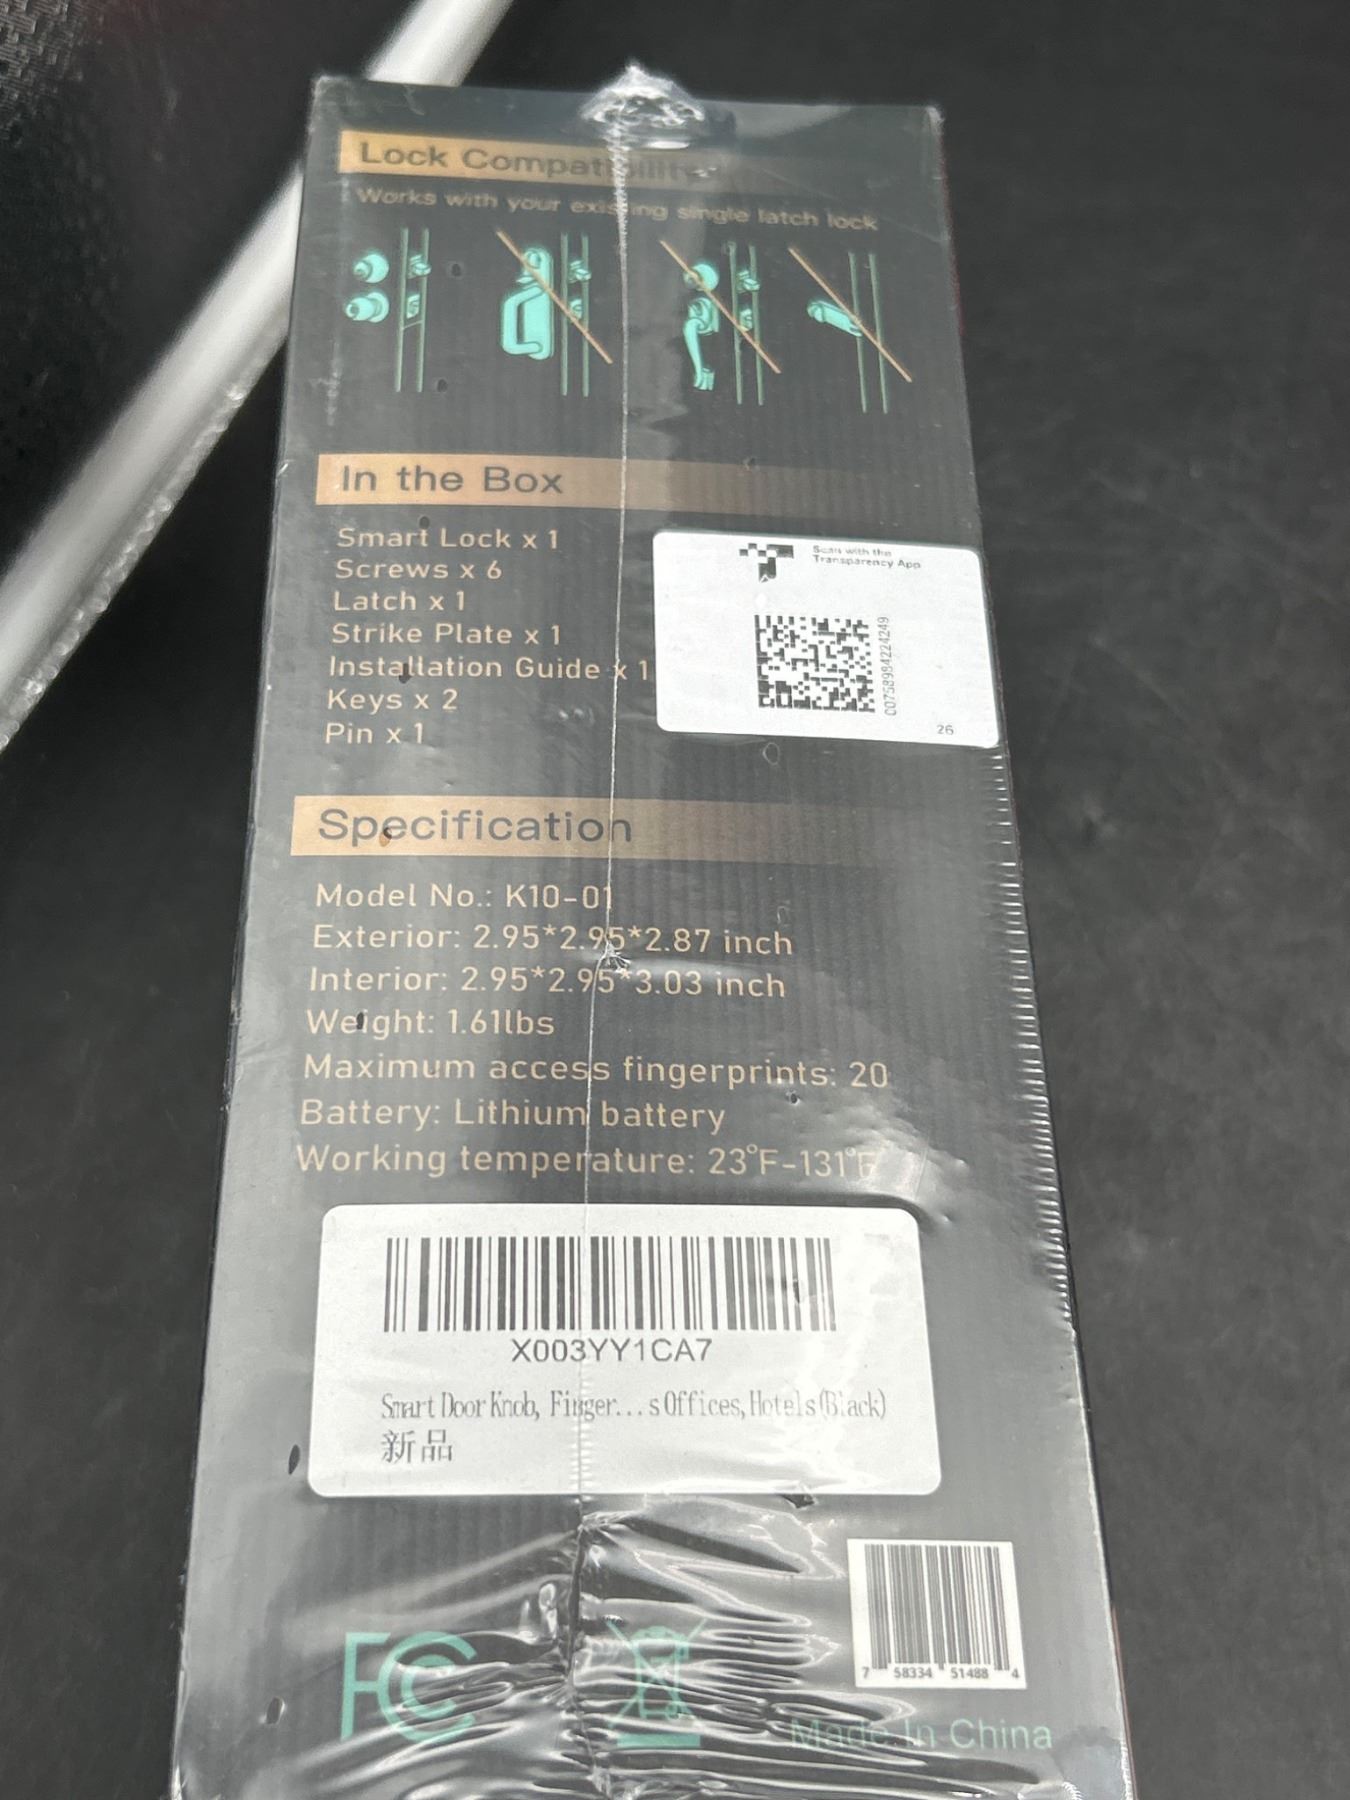 Lock Compatibility
Works with your existing single latch lock
In the Box
Smart Lock x 1
Screws x 6
Latch x 1
Strike Plate x 1
Installation Guide x 1
Keys x 2
Pin x 1
Scan with the
Transparency App
00758984224249
26
Specification
Model No.: K10-01
Exterior: 2.95*2.95*2.87 inch
Interior: 2.95*2.95*3.03 inch
Weight: 1.61lbs
Maximum access fingerprints: 20
Battery: Lithium battery
Working temperature: 23°F-131°F
X003YY1CA7
Smart Door Knob, Finger...s Offices, Hotels(Black)
新品
FCC
7 58334 51488 4
Made In China